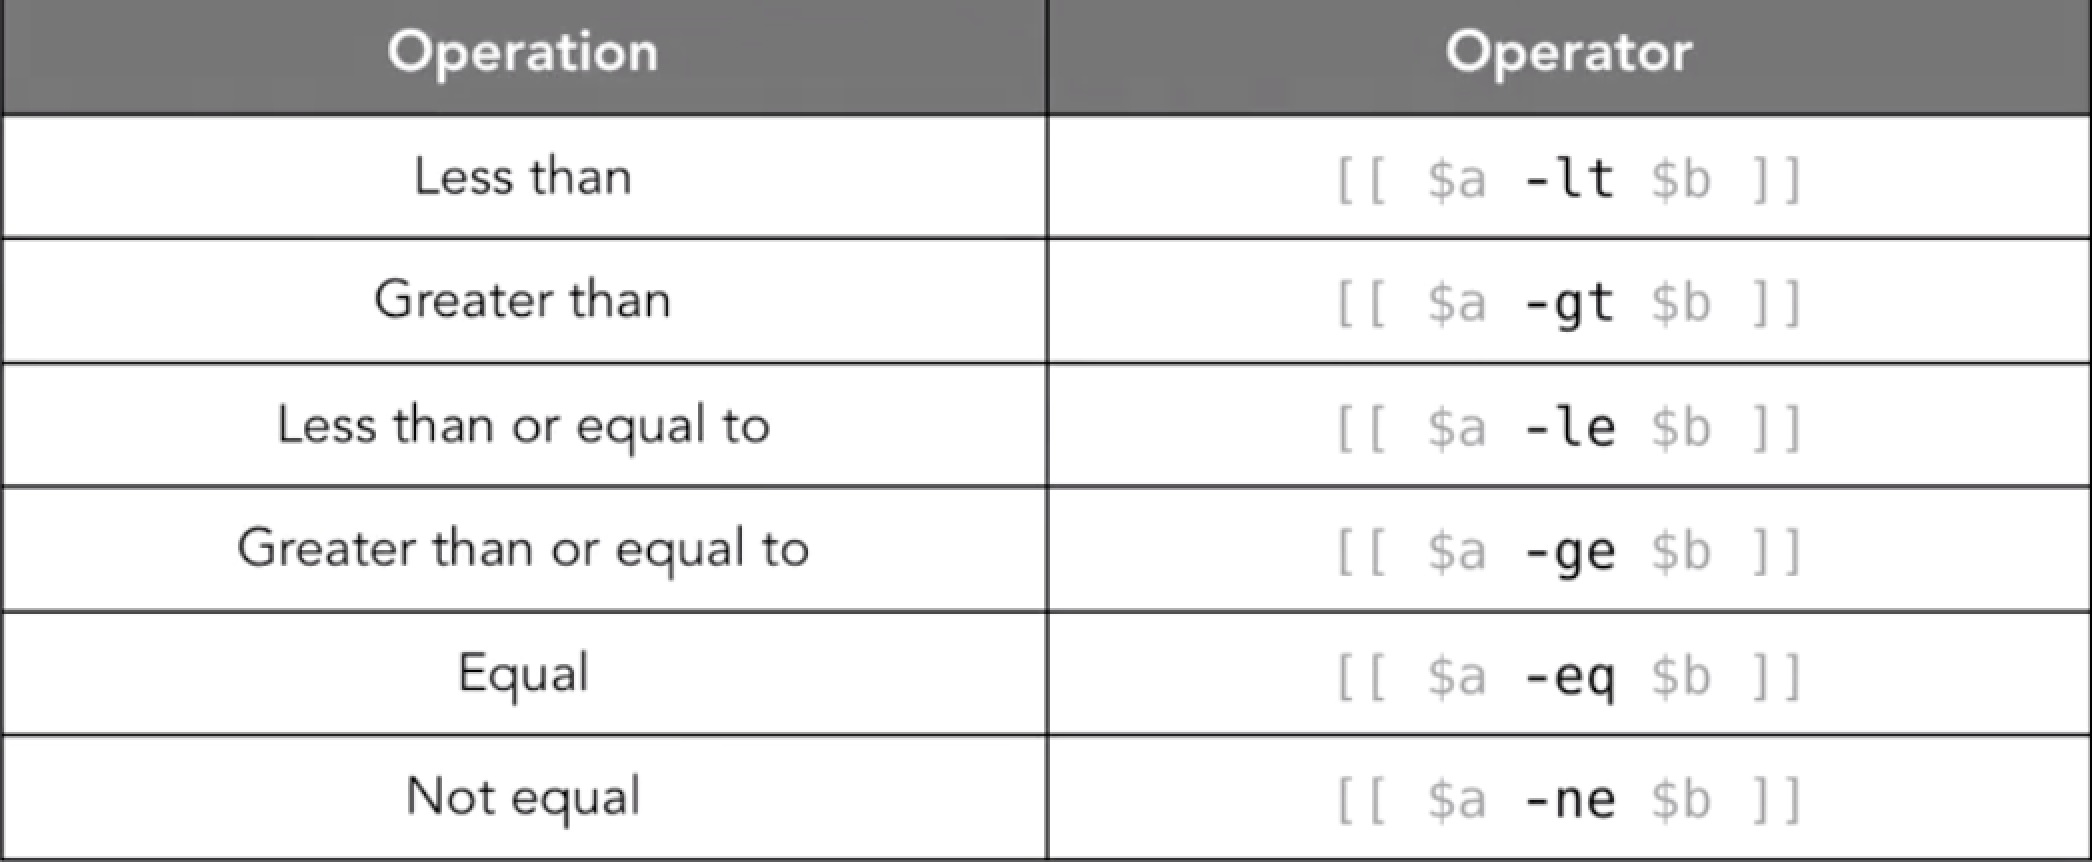 Operation Operator
Less than [[ $a -lt $b ]]
Greater than [[ $a -gt $b ]]
Less than or equal to [[ $a -le $b ]]
Greater than or equal to [[ $a -ge $b ]]
Equal [[ $a -eq $b ]]
Not equal [[ $a -ne $b ]]